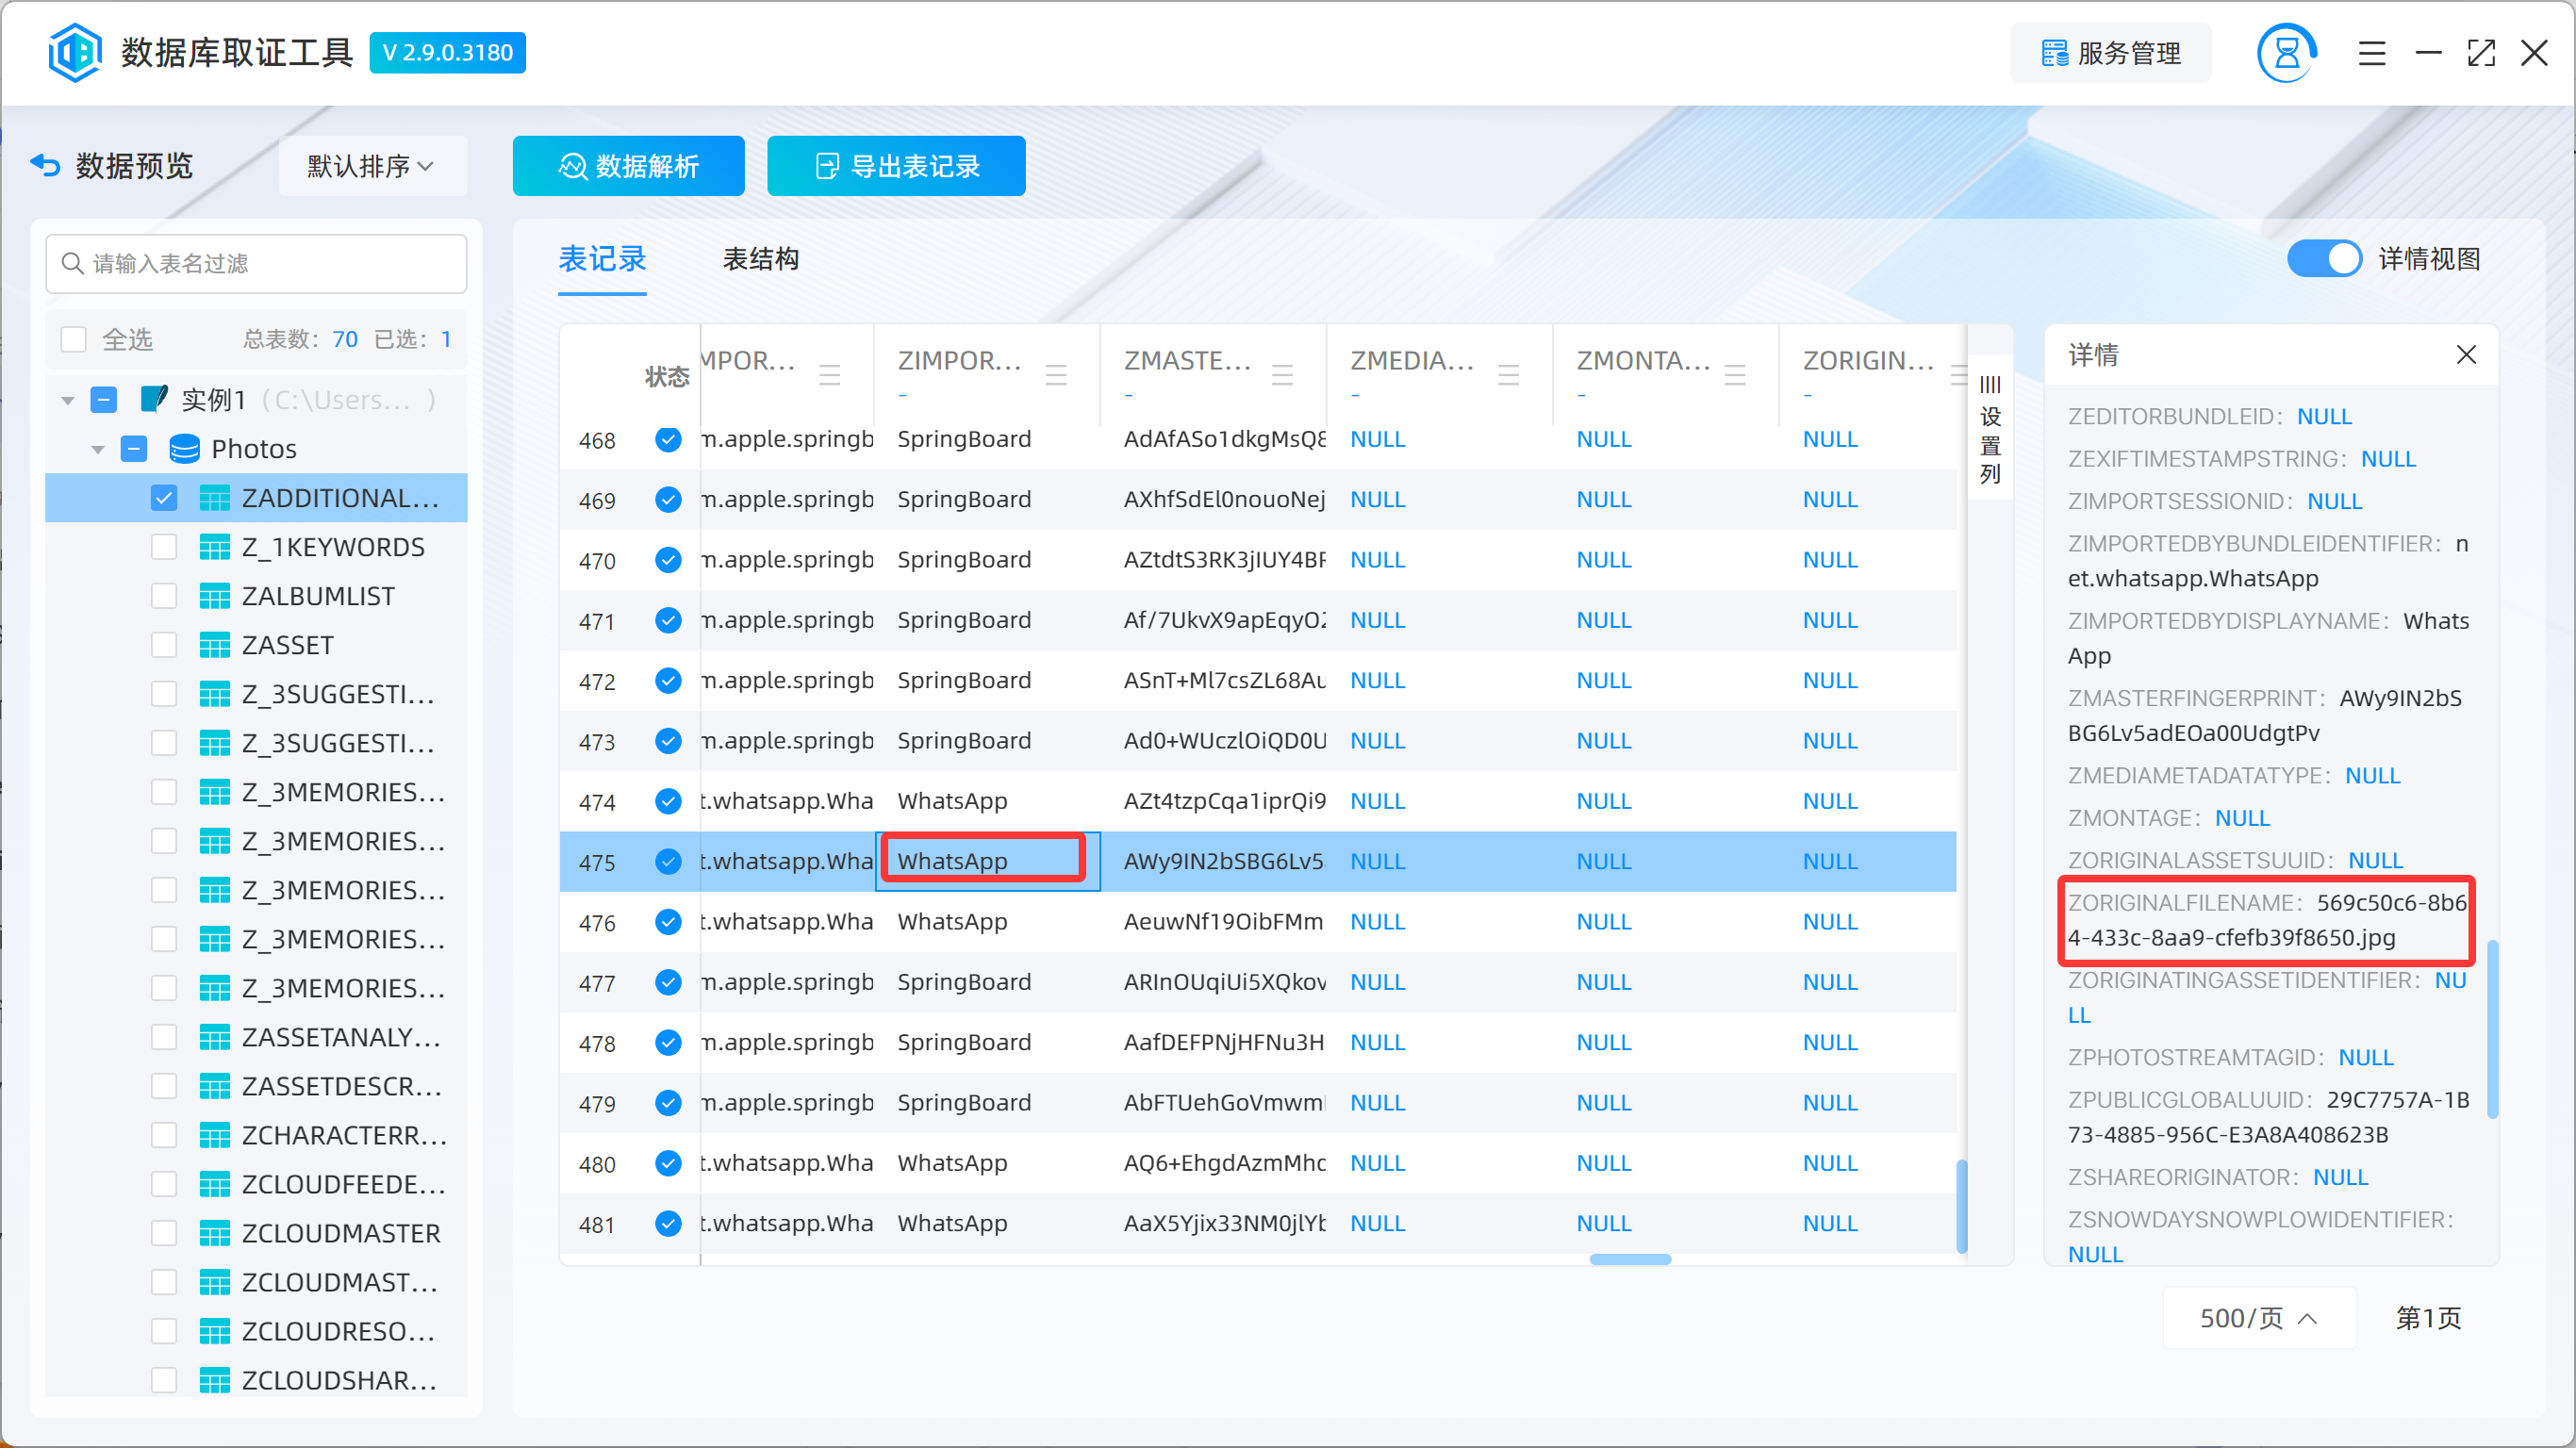 数据库取证工具 V 2.9.0.3180 服务管理
数据预览 默认排序 数据解析 导出表记录
请输入表名过滤
表记录 表结构 详情视图
全选 总表数: 70 已选: 1
实例1 (C:\Users... )
Photos
ZADDITIONAL...
Z_1KEYWORDS
ZALBUMLIST
ZASSET
Z_3SUGGESTI...
Z_3SUGGESTI...
Z_3MEMORIES...
Z_3MEMORIES...
Z_3MEMORIES...
Z_3MEMORIES...
Z_3MEMORIES...
ZASSETANALY...
ZASSETDESCR...
ZCHARACTERR...
ZCLOUDFEEDE...
ZCLOUDMASTER
ZCLOUDMAST...
ZCLOUDRESO...
ZCLOUDSHAR...
状态 MPOR... ZIMPOR... ZMASTE... ZMEDIA... ZMONTA... ZORIGIN...
- - - - -
468 m.apple.springb SpringBoard AdAfASo1dkgMsQ8 NULL NULL NULL
469 m.apple.springb SpringBoard AXhfSdEl0nouoNej NULL NULL NULL
470 m.apple.springb SpringBoard AZtdtS3RK3jIUY4BF NULL NULL NULL
471 m.apple.springb SpringBoard Af/7UkvX9apEqyO2 NULL NULL NULL
472 m.apple.springb SpringBoard ASnT+Ml7csZL68Au NULL NULL NULL
473 m.apple.springb SpringBoard Ad0+WUczlOiQD0U NULL NULL NULL
474 t.whatsapp.Wha WhatsApp AZt4tzpCqa1iprQi9 NULL NULL NULL
475 t.whatsapp.Wha WhatsApp AWy9IN2bSBG6Lv5 NULL NULL NULL
476 t.whatsapp.Wha WhatsApp AeuwNf19OibFMm NULL NULL NULL
477 m.apple.springb SpringBoard ARInOUqiUi5XQkov NULL NULL NULL
478 m.apple.springb SpringBoard AafDEFPNjHFNu3H NULL NULL NULL
479 m.apple.springb SpringBoard AbFTUehGoVmwm NULL NULL NULL
480 t.whatsapp.Wha WhatsApp AQ6+EhgdAzmMhc NULL NULL NULL
481 t.whatsapp.Wha WhatsApp AaX5Yjix33NM0jlYb NULL NULL NULL
设
置
列
详情
ZEDITORBUNDLEID: NULL
ZEXIFTIMESTAMPSTRING: NULL
ZIMPORTSESSIONID: NULL
ZIMPORTEDBYBUNDLEIDENTIFIER: n
et.whatsapp.WhatsApp
ZIMPORTEDBYDISPLAYNAME: Whats
App
ZMASTERFINGERPRINT: AWy9IN2bS
BG6Lv5adEOa00UdgtPv
ZMEDIAMETADATATYPE: NULL
ZMONTAGE: NULL
ZORIGINALASSETSUUID: NULL
ZORIGINALFILENAME: 569c50c6-8b6
4-433c-8aa9-cfefb39f8650.jpg
ZORIGINATINGASSETIDENTIFIER: NU
LL
ZPHOTOSTREAMTAGID: NULL
ZPUBLICGLOBALUUID: 29C7757A-1B
73-4885-956C-E3A8A408623B
ZSHAREORIGINATOR: NULL
ZSNOWDAYSNOWPLOWIDENTIFIER:
NULL
500/页 第1页